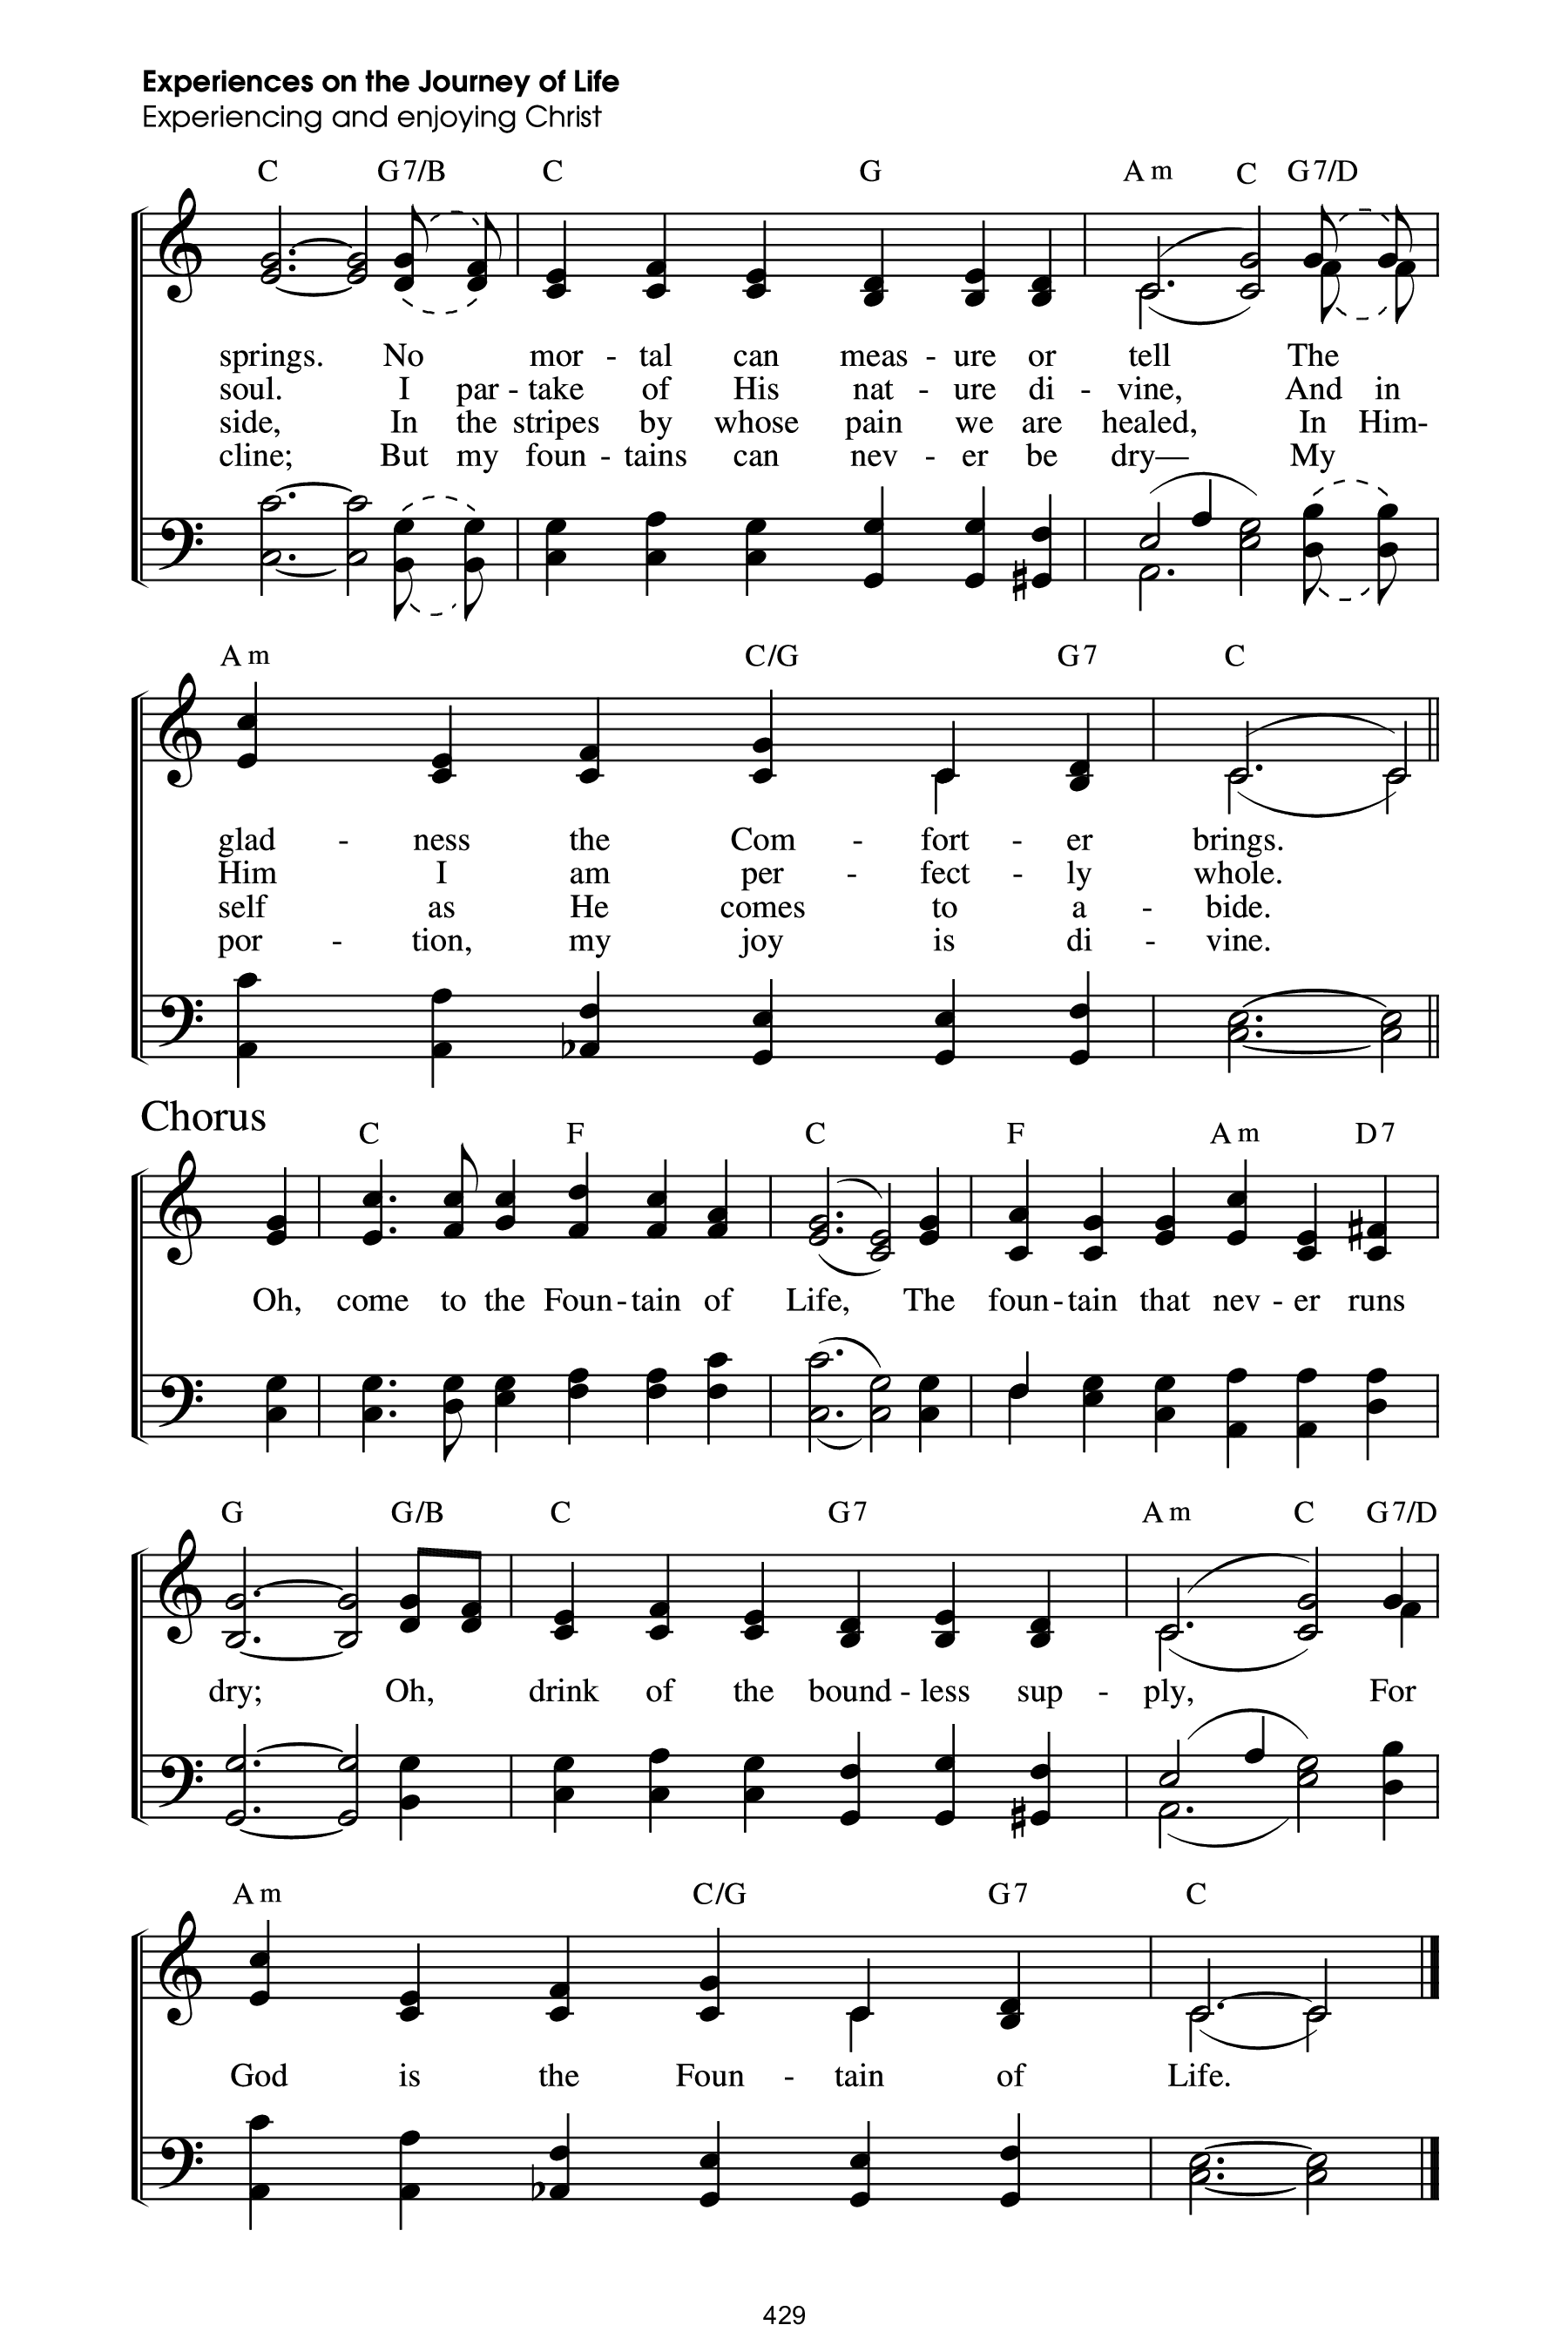 Experiences on the Journey of Life
Experiencing and enjoying Christ
C G7/B C G Am C G7/D
springs. No mor - tal can meas - ure or tell The
soul. I par - take of His nat - ure di - vine, And in
side, In the stripes by whose pain we are healed, In Him-
cline; But my foun - tains can nev - er be dry— My
Am C/G G7 C
glad - ness the Com - fort - er brings.
Him I am per - fect - ly whole.
self as He comes to a - bide.
por - tion, my joy is di - vine.
Chorus
C F C F Am D7
Oh, come to the Foun - tain of Life, The foun - tain that nev - er runs
G G/B C G7 Am C G7/D
dry; Oh, drink of the bound - less sup - ply, For
Am C/G G7 C
God is the Foun - tain of Life.
429